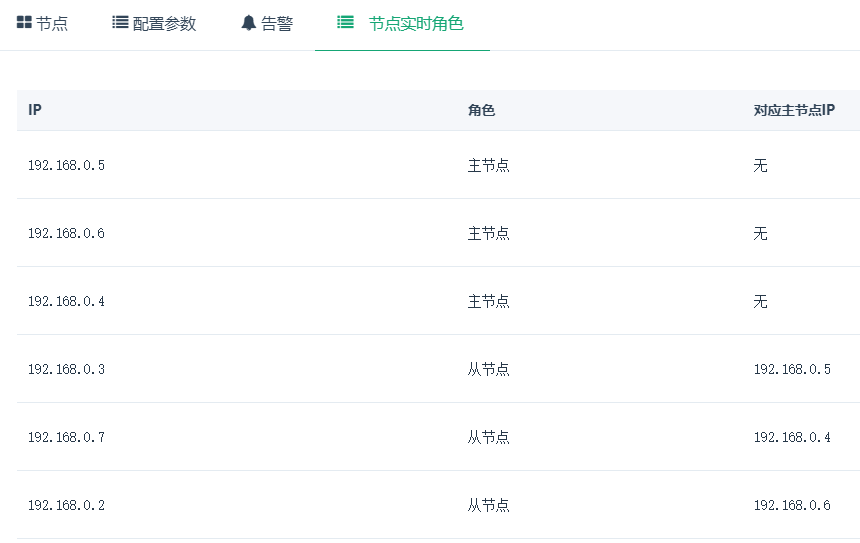 节点 配置参数 告警 节点实时角色
IP 角色 对应主节点IP
192.168.0.5 主节点 无
192.168.0.6 主节点 无
192.168.0.4 主节点 无
192.168.0.3 从节点 192.168.0.5
192.168.0.7 从节点 192.168.0.4
192.168.0.2 从节点 192.168.0.6